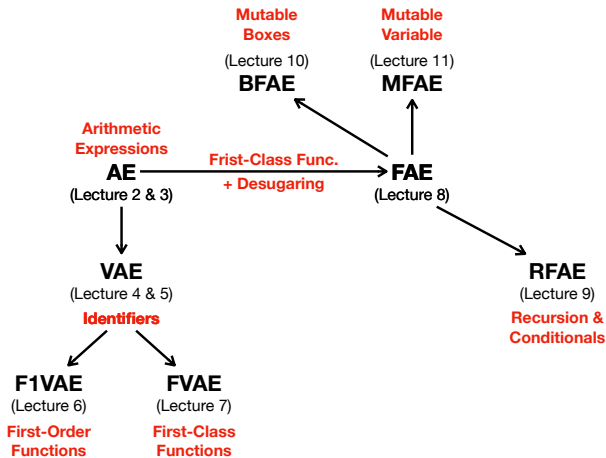 Mutable
Boxes
(Lecture 10)
BFAE
Mutable
Variable
(Lecture 11)
MFAE
Arithmetic
Expressions
AE
(Lecture 2 & 3)
Frist-Class Func.
+ Desugaring
FAE
(Lecture 8)
VAE
(Lecture 4 & 5)
Identifiers
RFAE
(Lecture 9)
Recursion &
Conditionals
F1VAE
(Lecture 6)
First-Order
Functions
FVAE
(Lecture 7)
First-Class
Functions